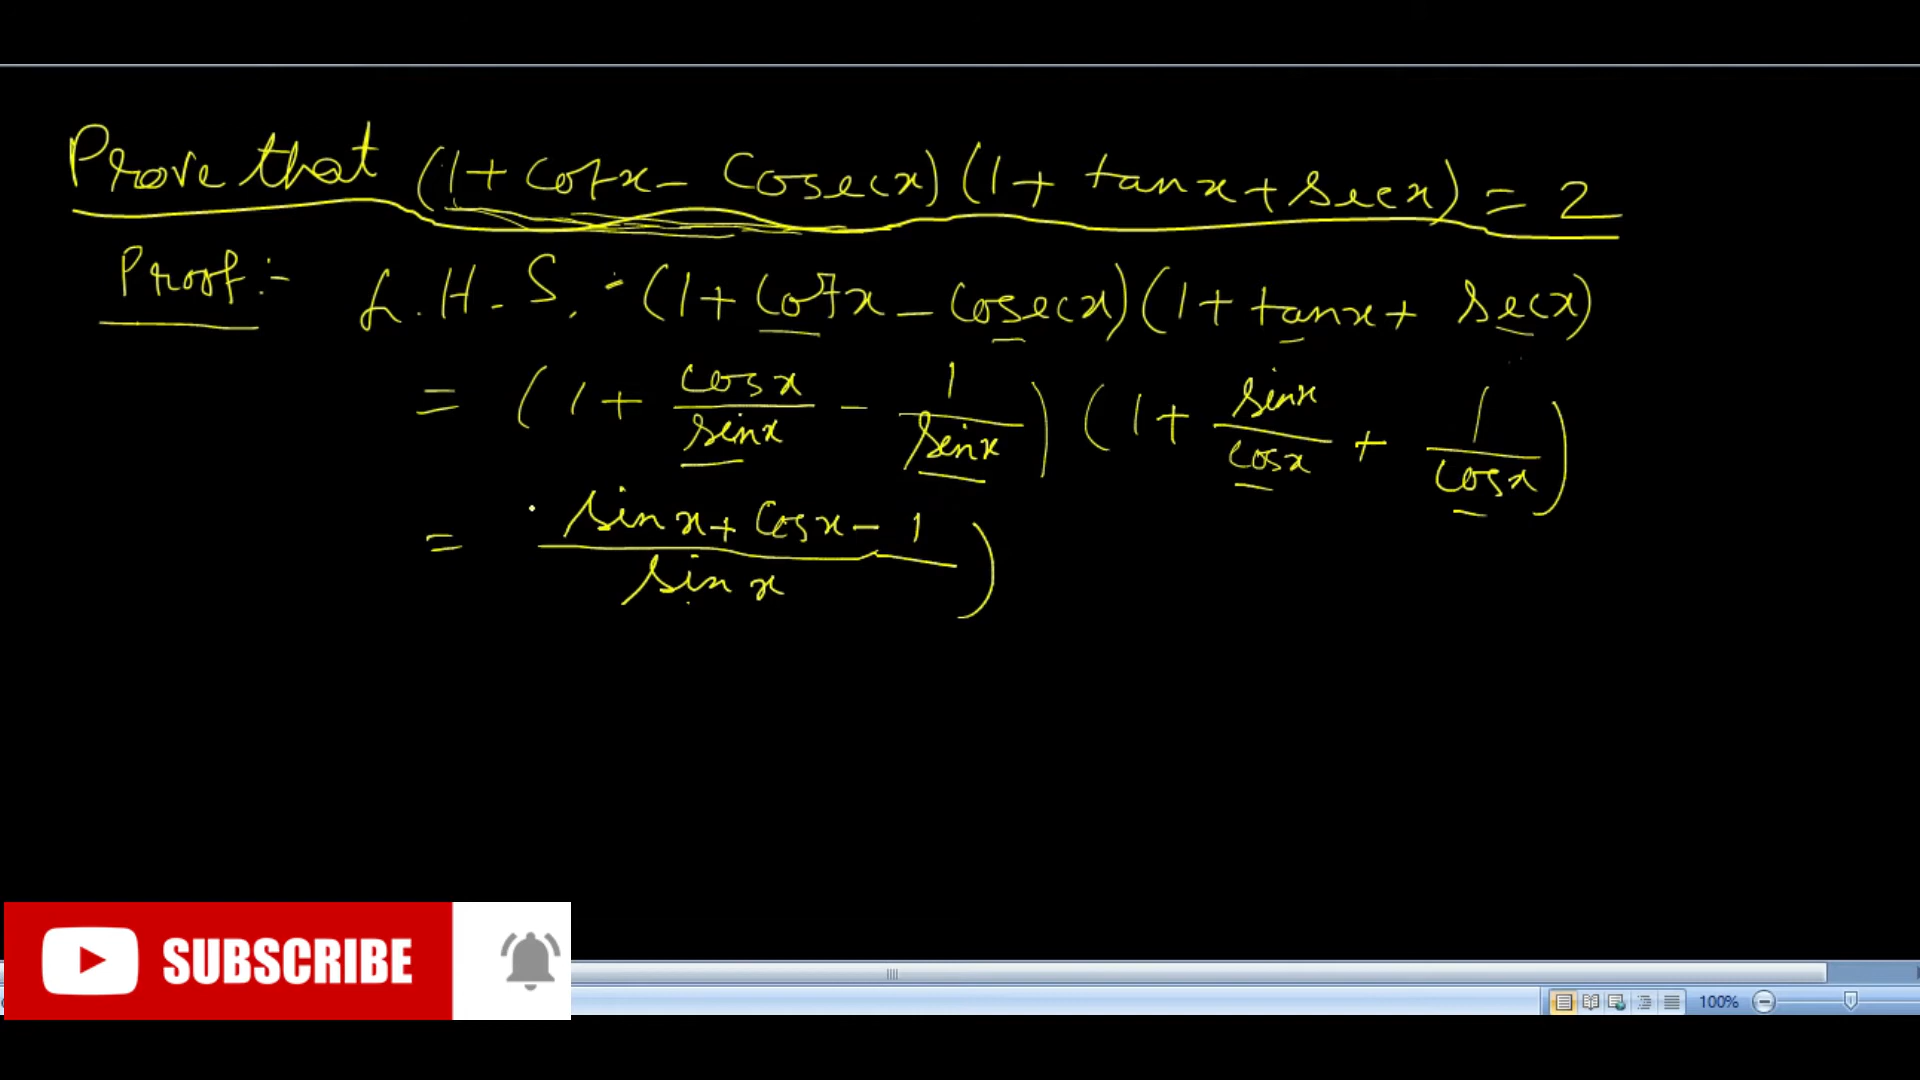 Prove that (1 + cotx - Cosecx)(1 + tanx + secx) = 2
Proof :- L.H.S. = (1 + Cotx - Cosecx)(1 + tanx + secx)
= (1 + cosx/sinx - 1/sinx)(1 + sinx/cosx + 1/cosx)
= sinx + Cosx - 1/sinx)
SUBSCRIBE
100%